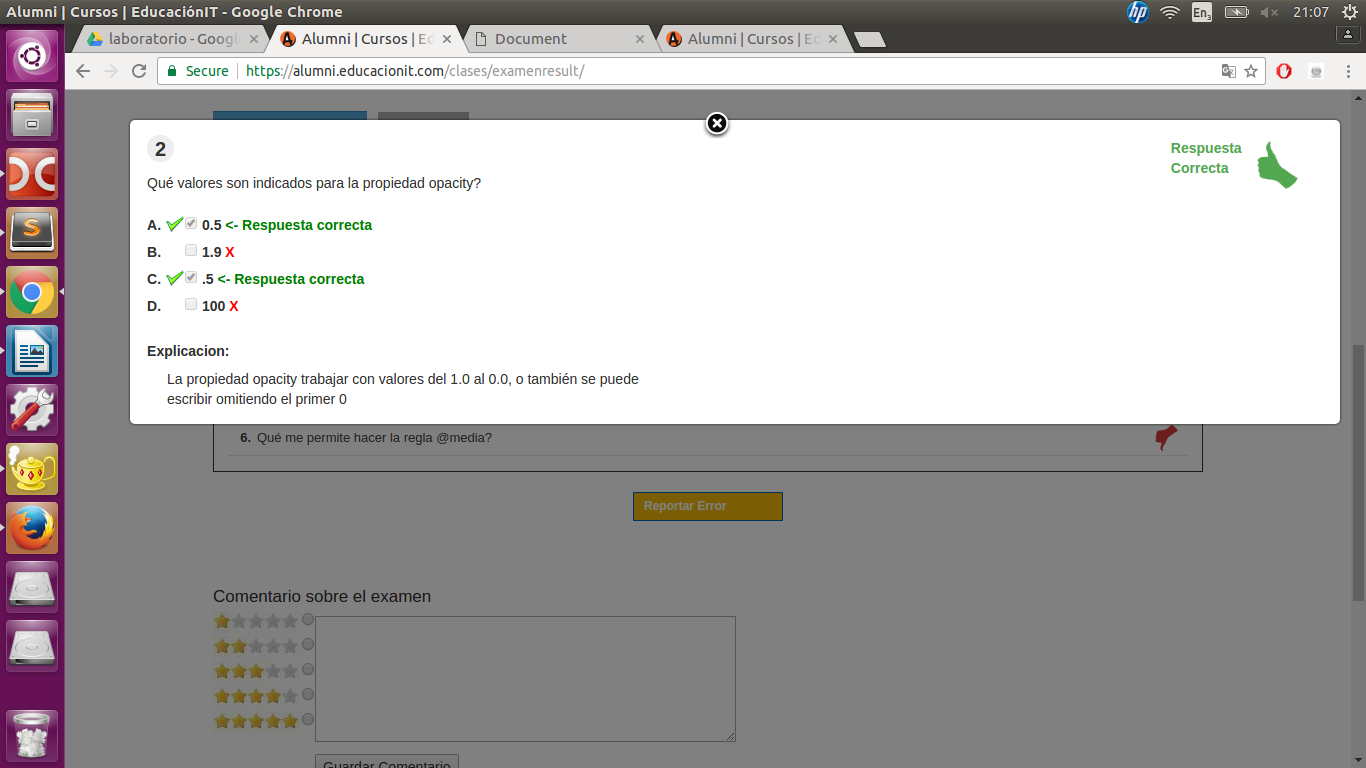 Alumni | Cursos | EducaciónIT - Google Chrome
En3
21:07
laboratorio - Google
Alumni | Cursos | Ed
Document
Alumni | Cursos | Ed
Secure
https://alumni.educacionit.com/clases/examenresult/
2
Respuesta
Correcta
Qué valores son indicados para la propiedad opacity?
A. 0.5 <- Respuesta correcta
B. 1.9 X
C. .5 <- Respuesta correcta
D. 100 X
Explicacion:
La propiedad opacity trabajar con valores del 1.0 al 0.0, o también se puede
escribir omitiendo el primer 0
6. Qué me permite hacer la regla @media?
Reportar Error
Comentario sobre el examen
Guardar Comentario